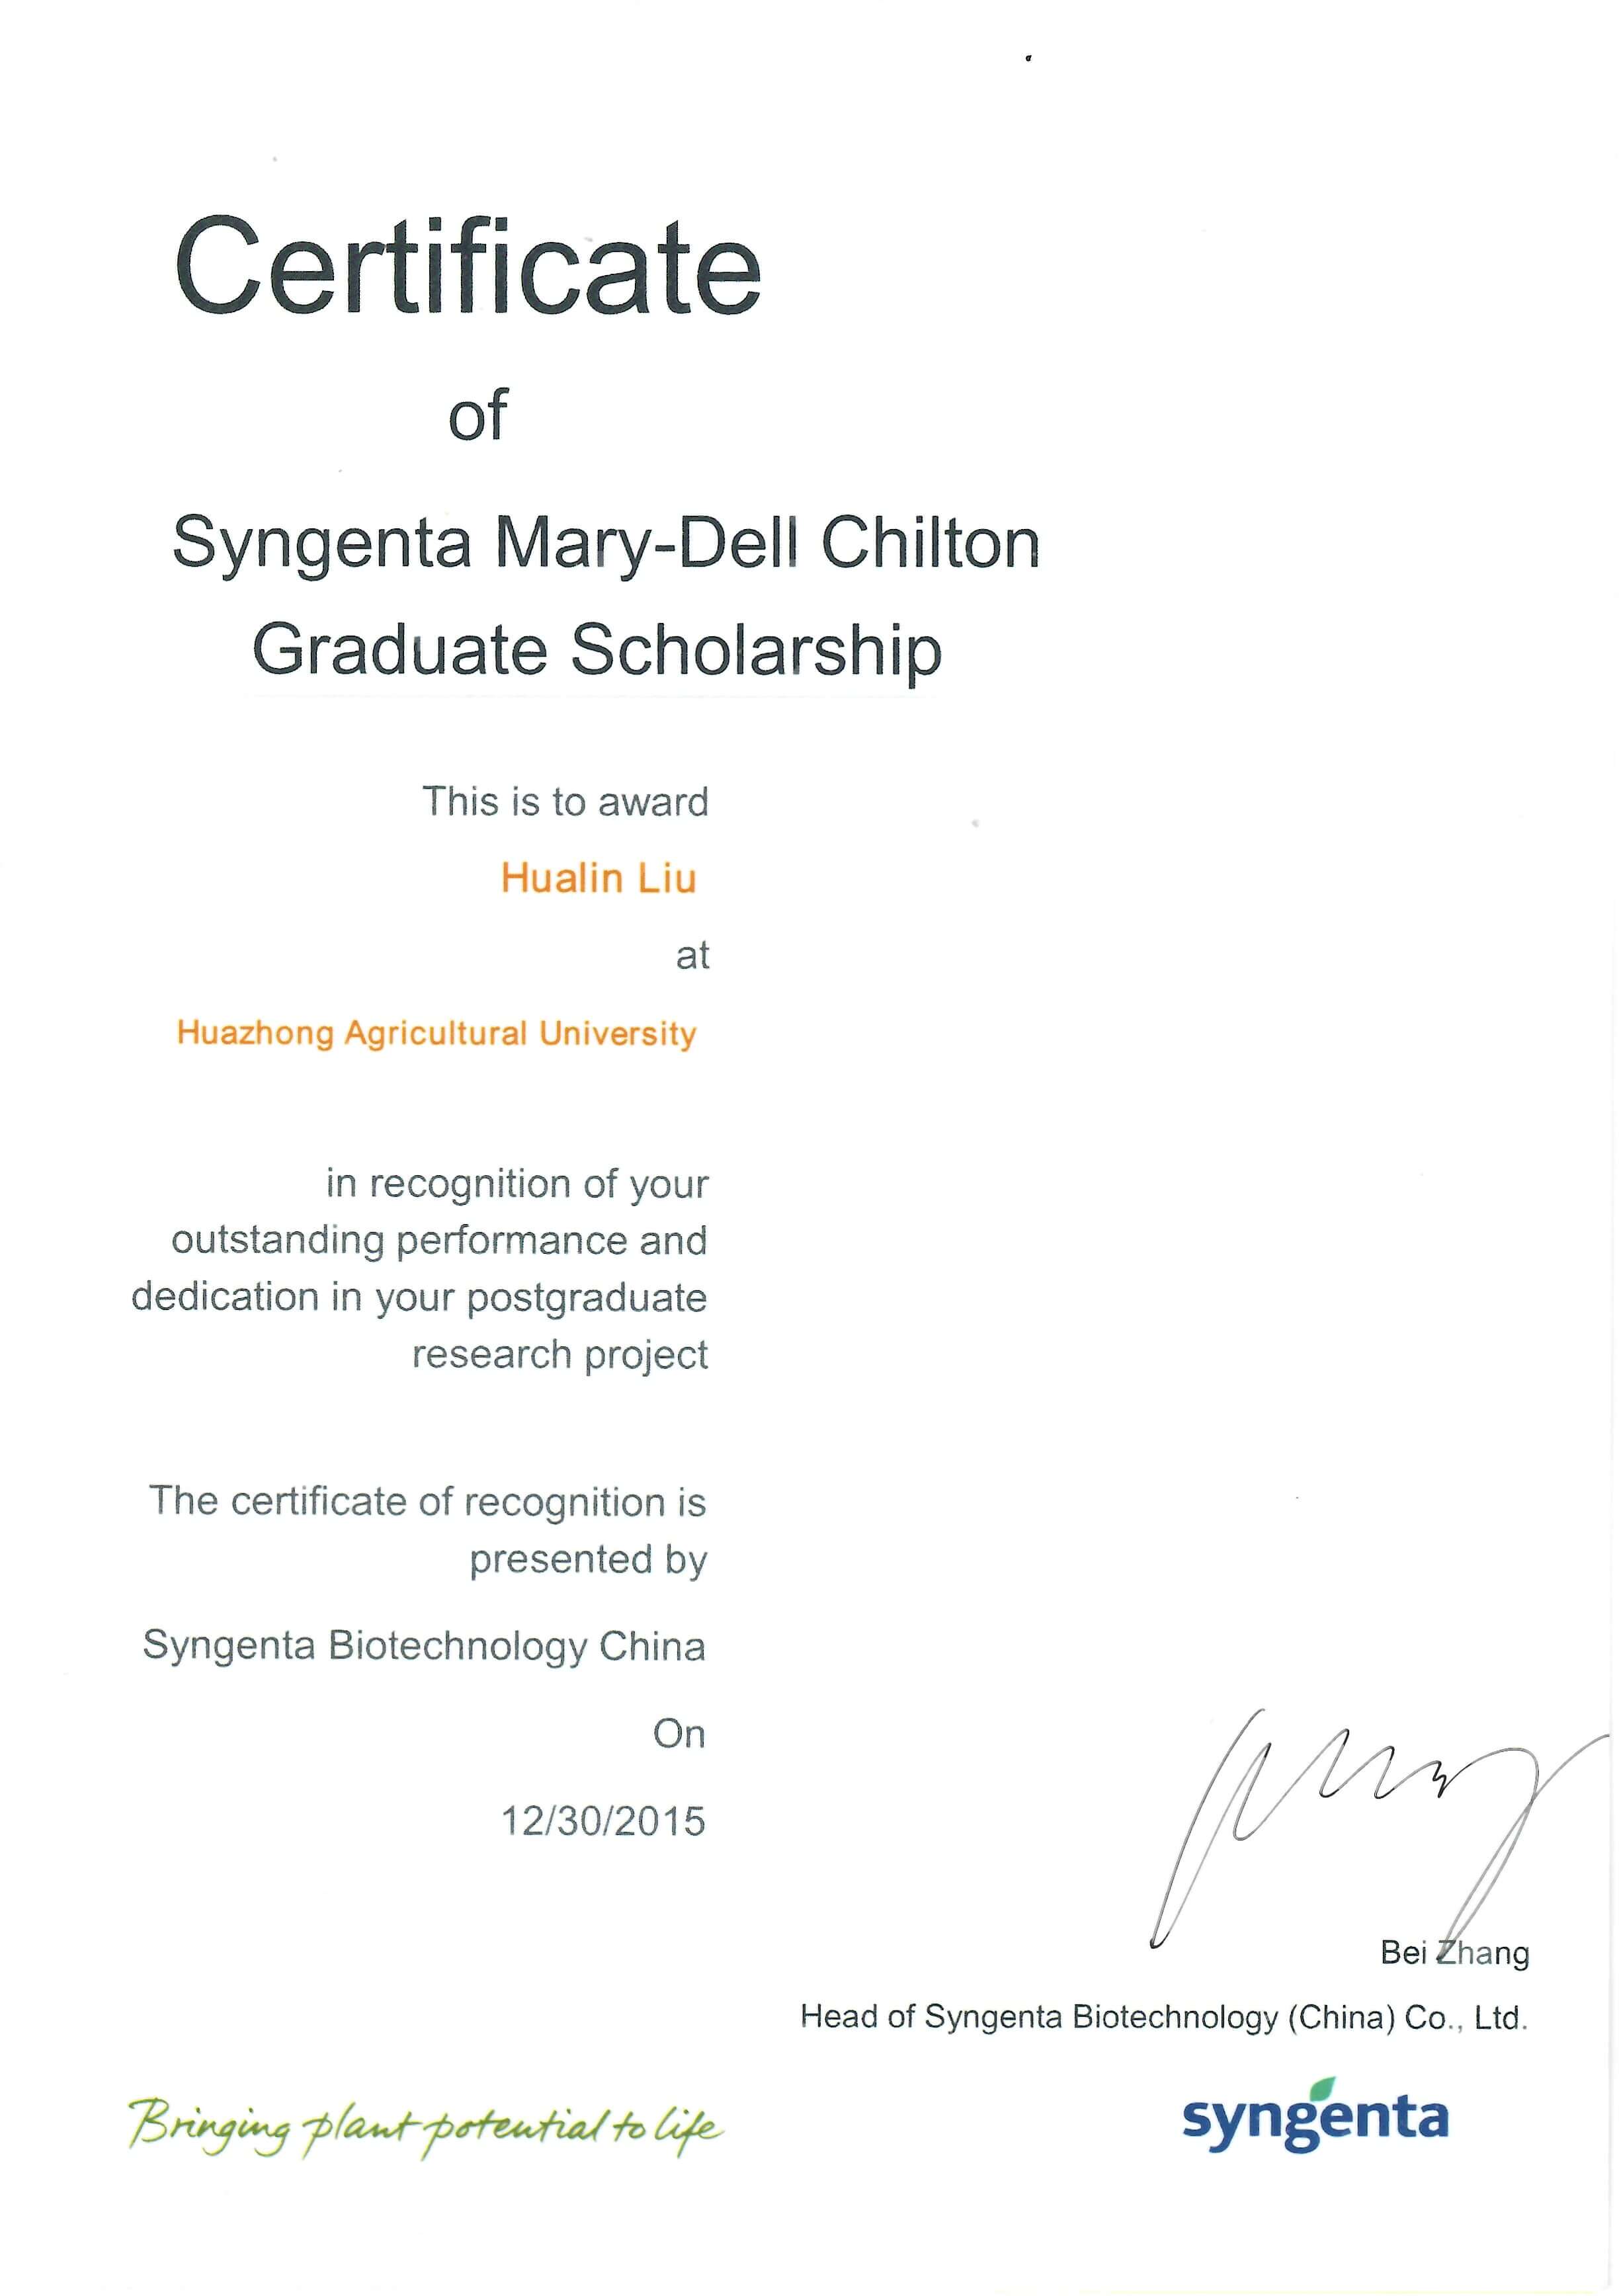 Certificate
of
Syngenta Mary-Dell Chilton
Graduate Scholarship
This is to award
Hualin Liu
at
Huazhong Agricultural University
in recognition of your
outstanding performance and
dedication in your postgraduate
research project
The certificate of recognition is
presented by
Syngenta Biotechnology China
On
12/30/2015
Bei Zhang
Head of Syngenta Biotechnology (China) Co., Ltd.
Bringing plant potential to life
syngenta